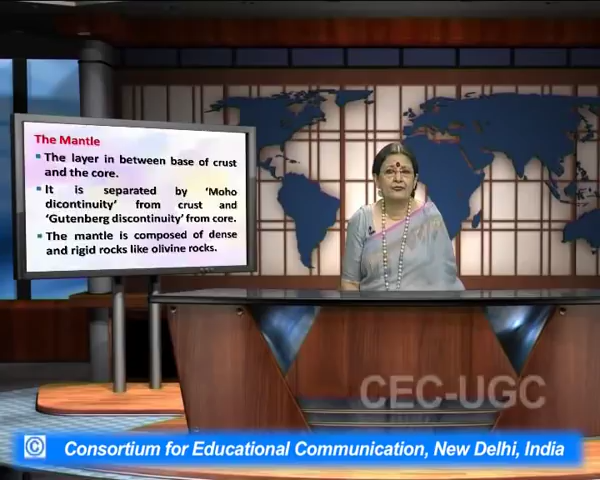 The Mantle
The layer in between base of crust
and the core.
It is separated by ‘Moho
dicontinuity’ from crust and
‘Gutenberg discontinuity’ from core.
The mantle is composed of dense
and rigid rocks like olivine rocks.
CEC-UGC
© Consortium for Educational Communication, New Delhi, India